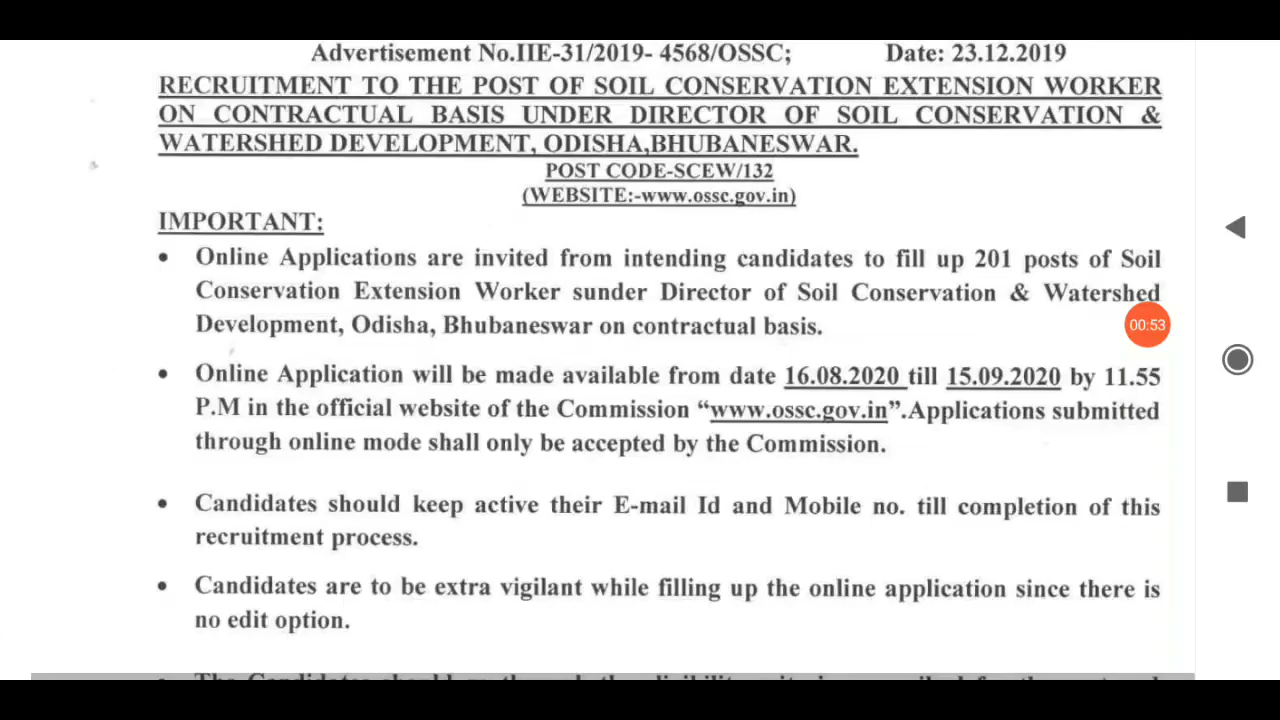 Advertisement No.IIE-31/2019- 4568/OSSC; Date: 23.12.2019
RECRUITMENT TO THE POST OF SOIL CONSERVATION EXTENSION WORKER
ON CONTRACTUAL BASIS UNDER DIRECTOR OF SOIL CONSERVATION &
WATERSHED DEVELOPMENT, ODISHA,BHUBANESWAR.
POST CODE-SCEW/132
(WEBSITE:-www.ossc.gov.in)
IMPORTANT:
• Online Applications are invited from intending candidates to fill up 201 posts of Soil
Conservation Extension Worker sunder Director of Soil Conservation & Watershed
Development, Odisha, Bhubaneswar on contractual basis.
00:53
• Online Application will be made available from date 16.08.2020 till 15.09.2020 by 11.55
P.M in the official website of the Commission “www.ossc.gov.in”.Applications submitted
through online mode shall only be accepted by the Commission.
• Candidates should keep active their E-mail Id and Mobile no. till completion of this
recruitment process.
• Candidates are to be extra vigilant while filling up the online application since there is
no edit option.